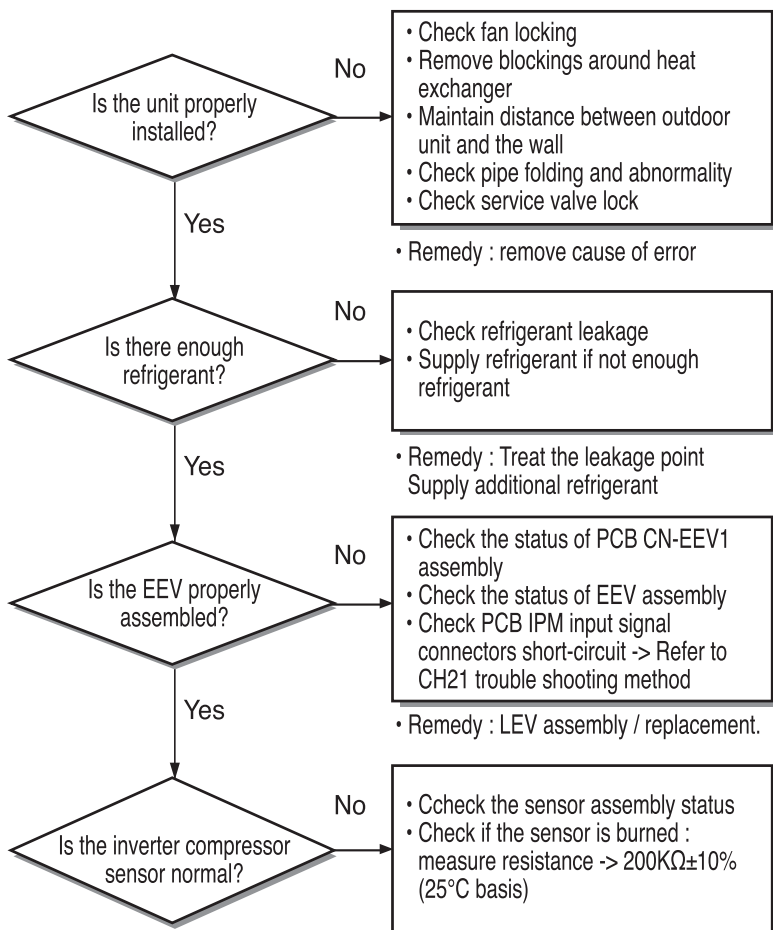 Is the unit properly
installed?
No
• Check fan locking
• Remove blockings around heat
exchanger
• Maintain distance between outdoor
unit and the wall
• Check pipe folding and abnormality
• Check service valve lock
• Remedy : remove cause of error
Yes
Is there enough
refrigerant?
No
• Check refrigerant leakage
• Supply refrigerant if not enough
refrigerant
• Remedy : Treat the leakage point
Supply additional refrigerant
Yes
Is the EEV properly
assembled?
No
• Check the status of PCB CN-EEV1
assembly
• Check the status of EEV assembly
• Check PCB IPM input signal
connectors short-circuit -> Refer to
CH21 trouble shooting method
• Remedy : LEV assembly / replacement.
Yes
Is the inverter compressor
sensor normal?
No
• Ccheck the sensor assembly status
• Check if the sensor is burned :
measure resistance -> 200KΩ±10%
(25°C basis)